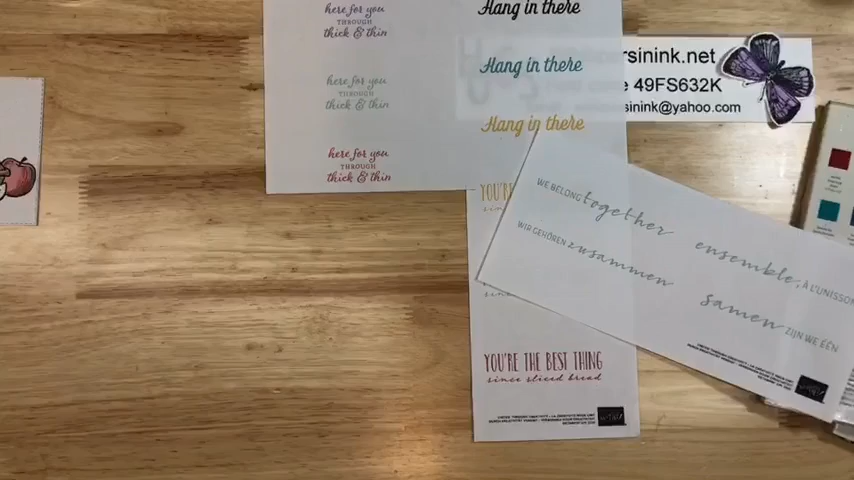 here for you
THROUGH
thick & thin
here for you
THROUGH
thick & thin
here for you
THROUGH
thick & thin
Hang in there
Hang in there
Hang in there
rsinink.net
49FS632K
sinink@yahoo.com
YOU'R
sin
WE BELONG together
ensemble, À L'UNISSON
WIR GEHÖREN zusammen
samen ZIJN WE ÉÉN
YOU'RE THE BEST THING
since sliced bread